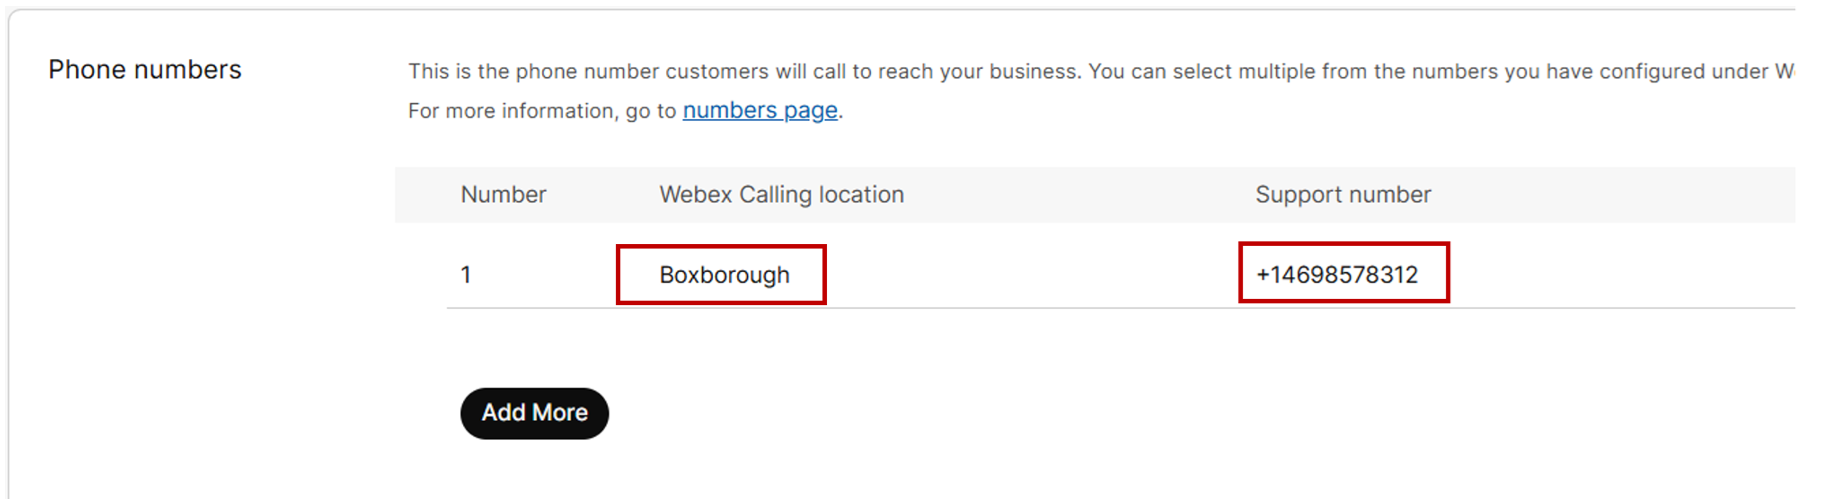 Phone numbers
This is the phone number customers will call to reach your business. You can select multiple from the numbers you have configured under
For more information, go to numbers page.
Number Webex Calling location Support number
1 Boxborough +14698578312
Add More